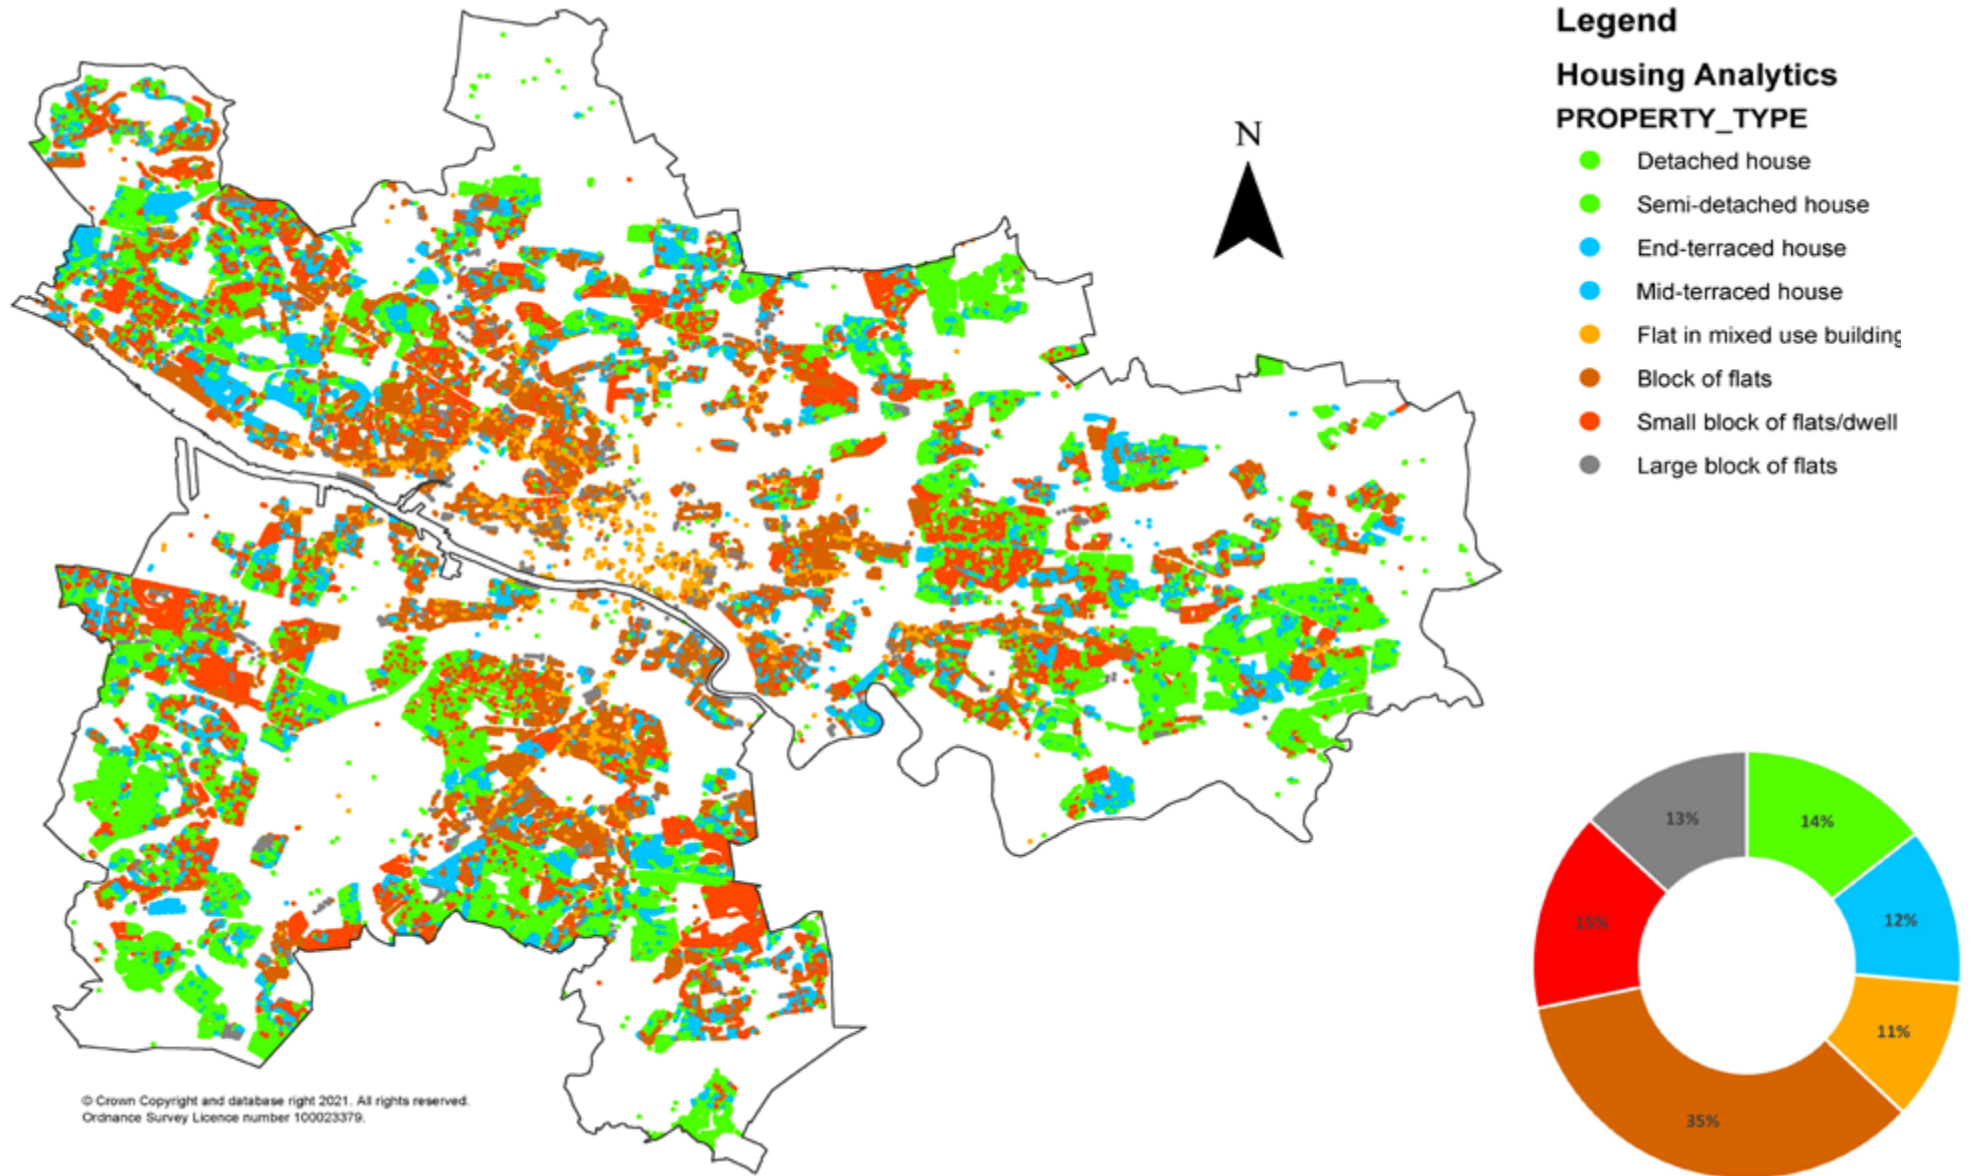 Legend
Housing Analytics
PROPERTY_TYPE
N
Detached house
Semi-detached house
End-terraced house
Mid-terraced house
Flat in mixed use building
Block of flats
Small block of flats/dwell
Large block of flats
13%
14%
15%
12%
11%
35%
© Crown Copyright and database right 2021. All rights reserved.
Ordnance Survey Licence number 100023379.